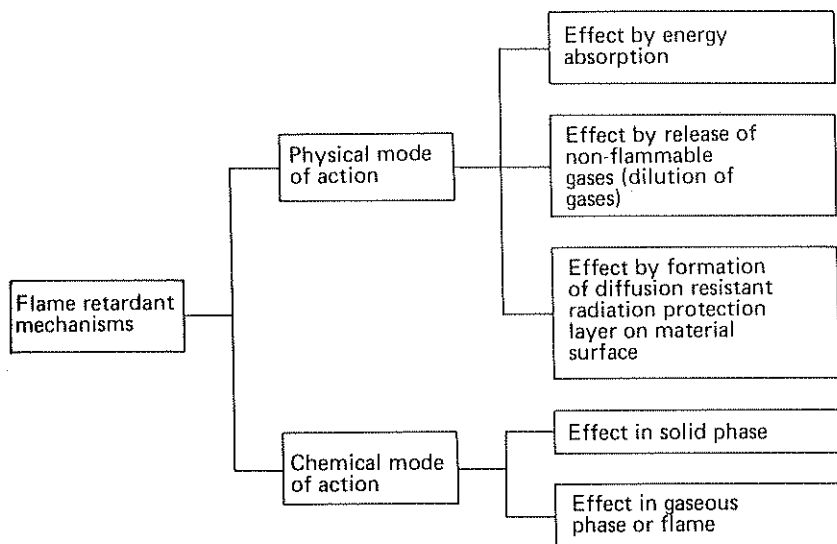 Flame retardant
mechanisms
Physical mode
of action
Effect by energy
absorption
Effect by release of
non-flammable
gases (dilution of
gases)
Effect by formation
of diffusion resistant
radiation protection
layer on material
surface
Chemical mode
of action
Effect in solid phase
Effect in gaseous
phase or flame